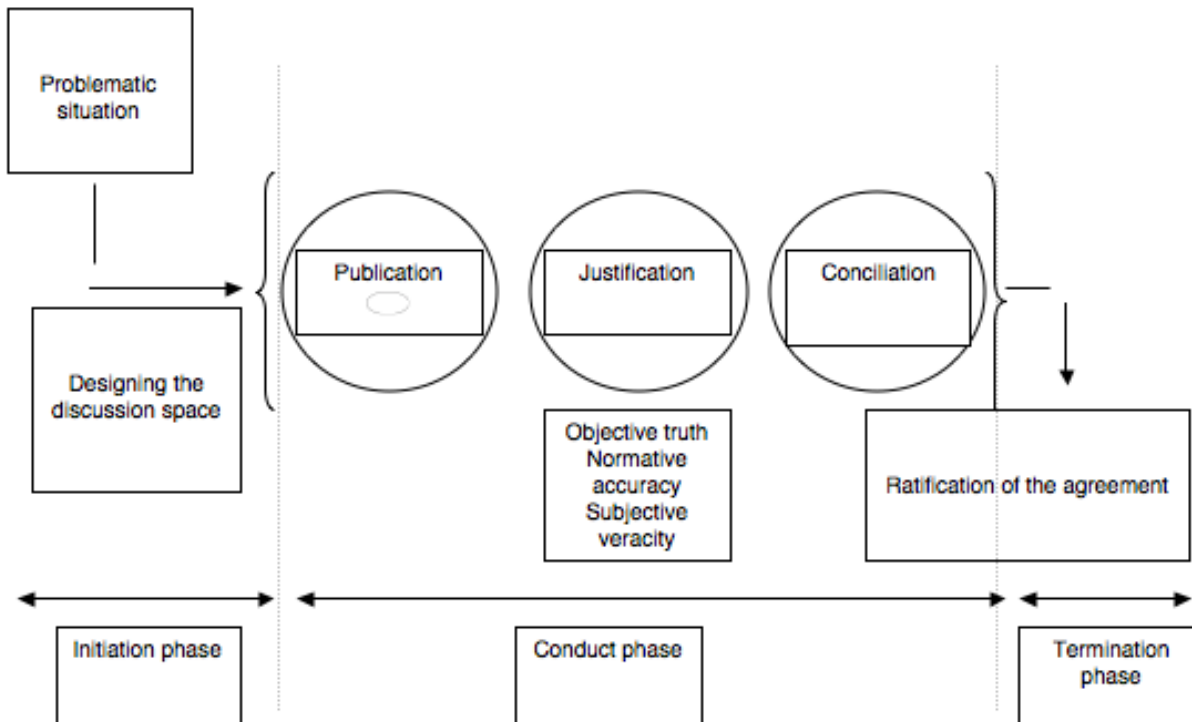 Problematic
situation
Publication
Justification
Conciliation
Designing the
discussion space
Objective truth
Normative
accuracy
Subjective
veracity
Ratification of the agreement
Initiation phase
Conduct phase
Termination
phase